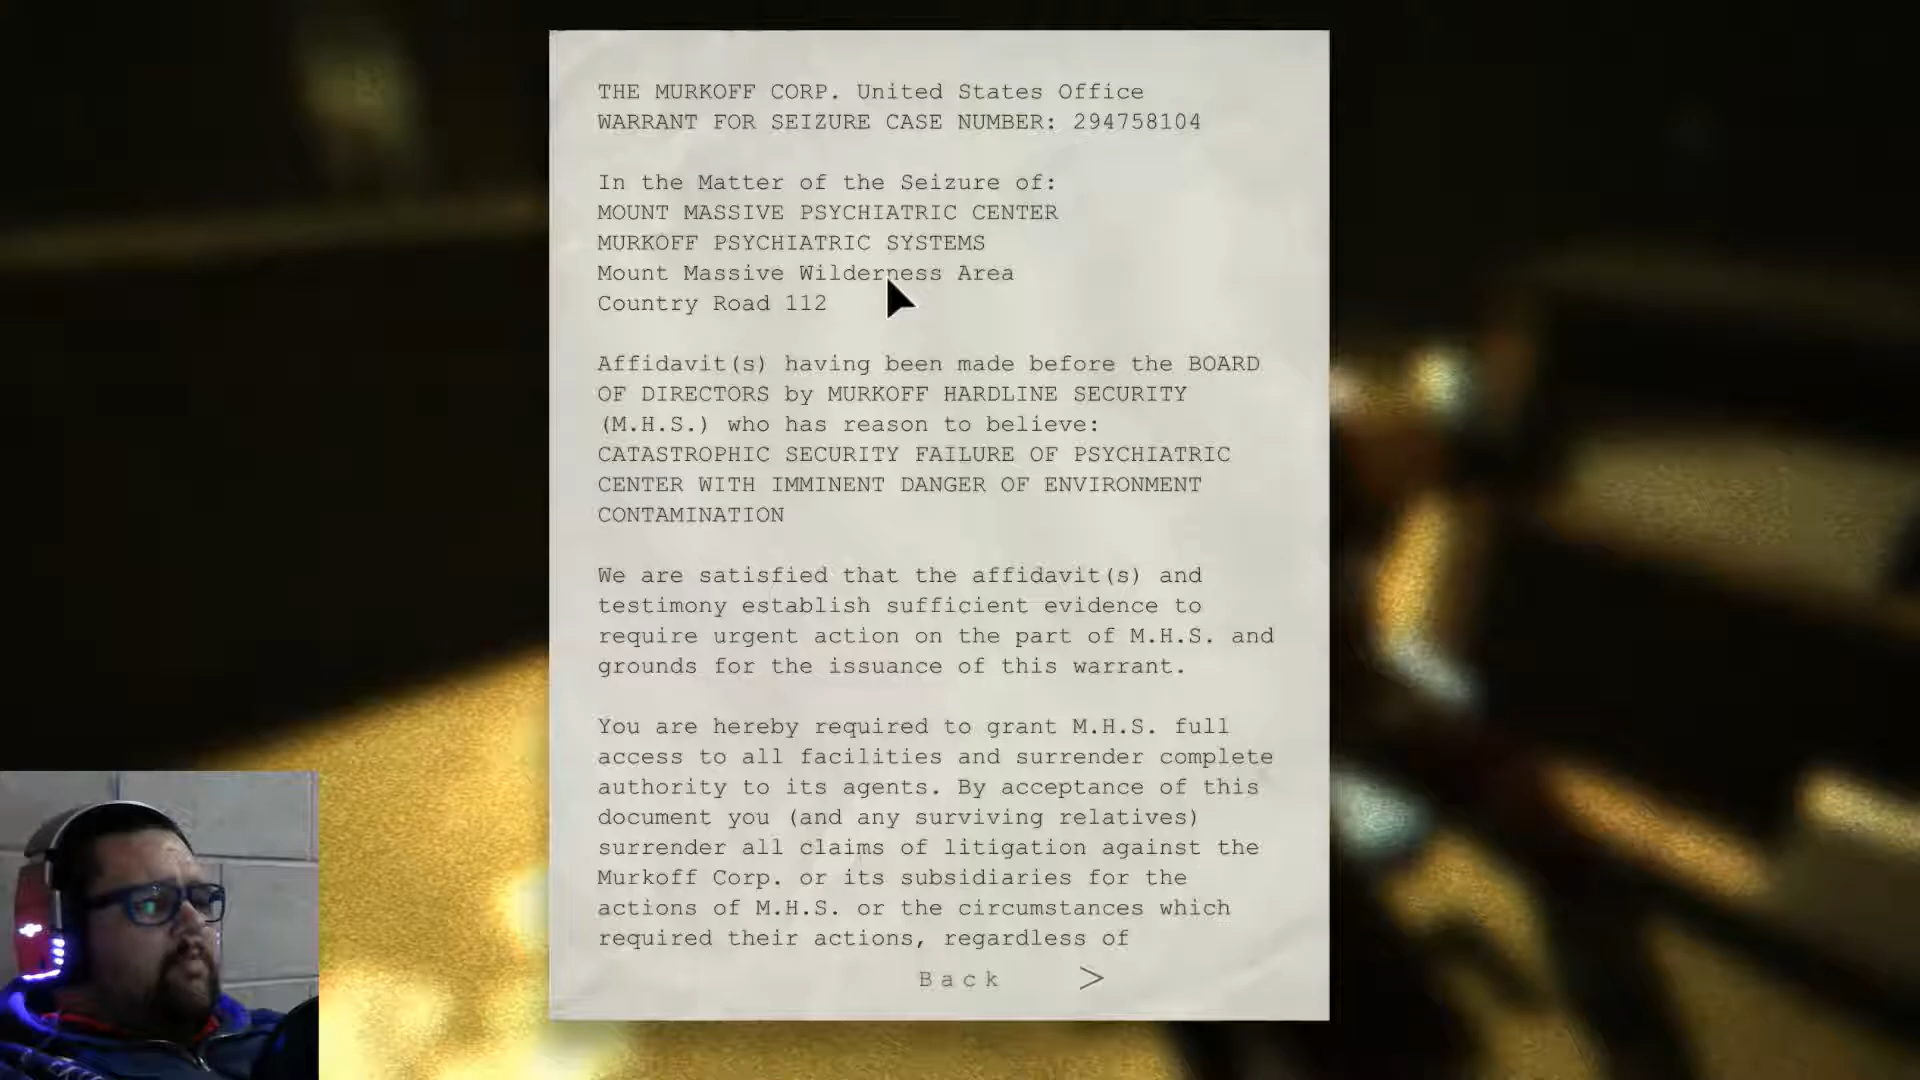 THE MURKOFF CORP. United States Office
WARRANT FOR SEIZURE CASE NUMBER: 294758104
In the Matter of the Seizure of:
MOUNT MASSIVE PSYCHIATRIC CENTER
MURKOFF PSYCHIATRIC SYSTEMS
Mount Massive Wilderness Area
Country Road 112
Affidavit(s) having been made before the BOARD
OF DIRECTORS by MURKOFF HARDLINE SECURITY
(M.H.S.) who has reason to believe:
CATASTROPHIC SECURITY FAILURE OF PSYCHIATRIC
CENTER WITH IMMINENT DANGER OF ENVIRONMENT
CONTAMINATION
We are satisfied that the affidavit(s) and
testimony establish sufficient evidence to
require urgent action on the part of M.H.S. and
grounds for the issuance of this warrant.
You are hereby required to grant M.H.S. full
access to all facilities and surrender complete
authority to its agents. By acceptance of this
document you (and any surviving relatives)
surrender all claims of litigation against the
Murkoff Corp. or its subsidiaries for the
actions of M.H.S. or the circumstances which
required their actions, regardless of
Back >